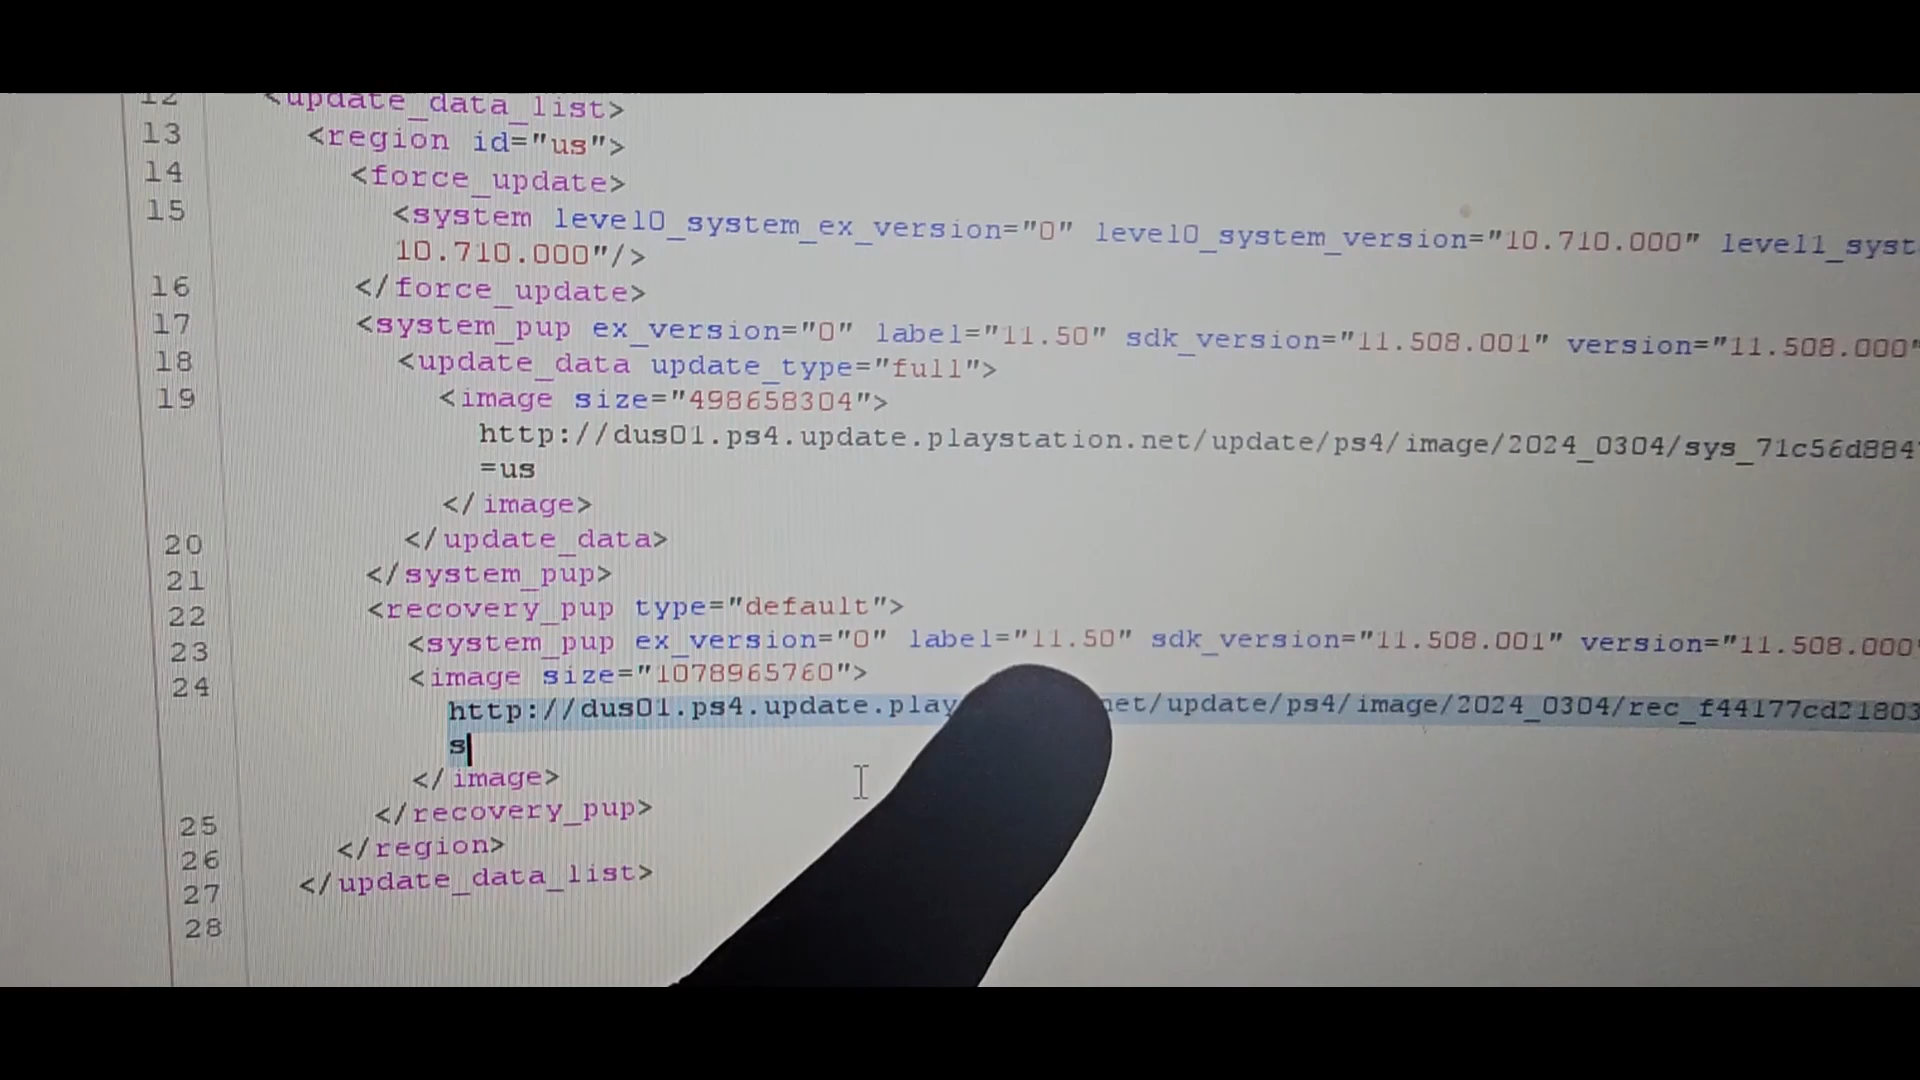 12 <update_data_list>
13 <region id="us">
14 <force_update>
15 <system level0_system_ex_version="0" level0_system_version="10.710.000" level1_syst
10.710.000"/>
16 </force_update>
17 <system_pup ex_version="0" label="11.50" sdk_version="11.508.001" version="11.508.000"
18 <update_data update_type="full">
19 <image size="498658304">
http://dus01.ps4.update.playstation.net/update/ps4/image/2024_0304/sys_71c56d884
=us
</image>
20 </update_data>
21 </system_pup>
22 <recovery_pup type="default">
23 <system_pup ex_version="0" label="11.50" sdk_version="11.508.001" version="11.508.000
24 <image size="1078965760">
http://dus01.ps4.update.play net/update/ps4/image/2024_0304/rec_f44177cd21803
s
</image>
25 </recovery_pup>
26 </region>
27 </update_data_list>
28